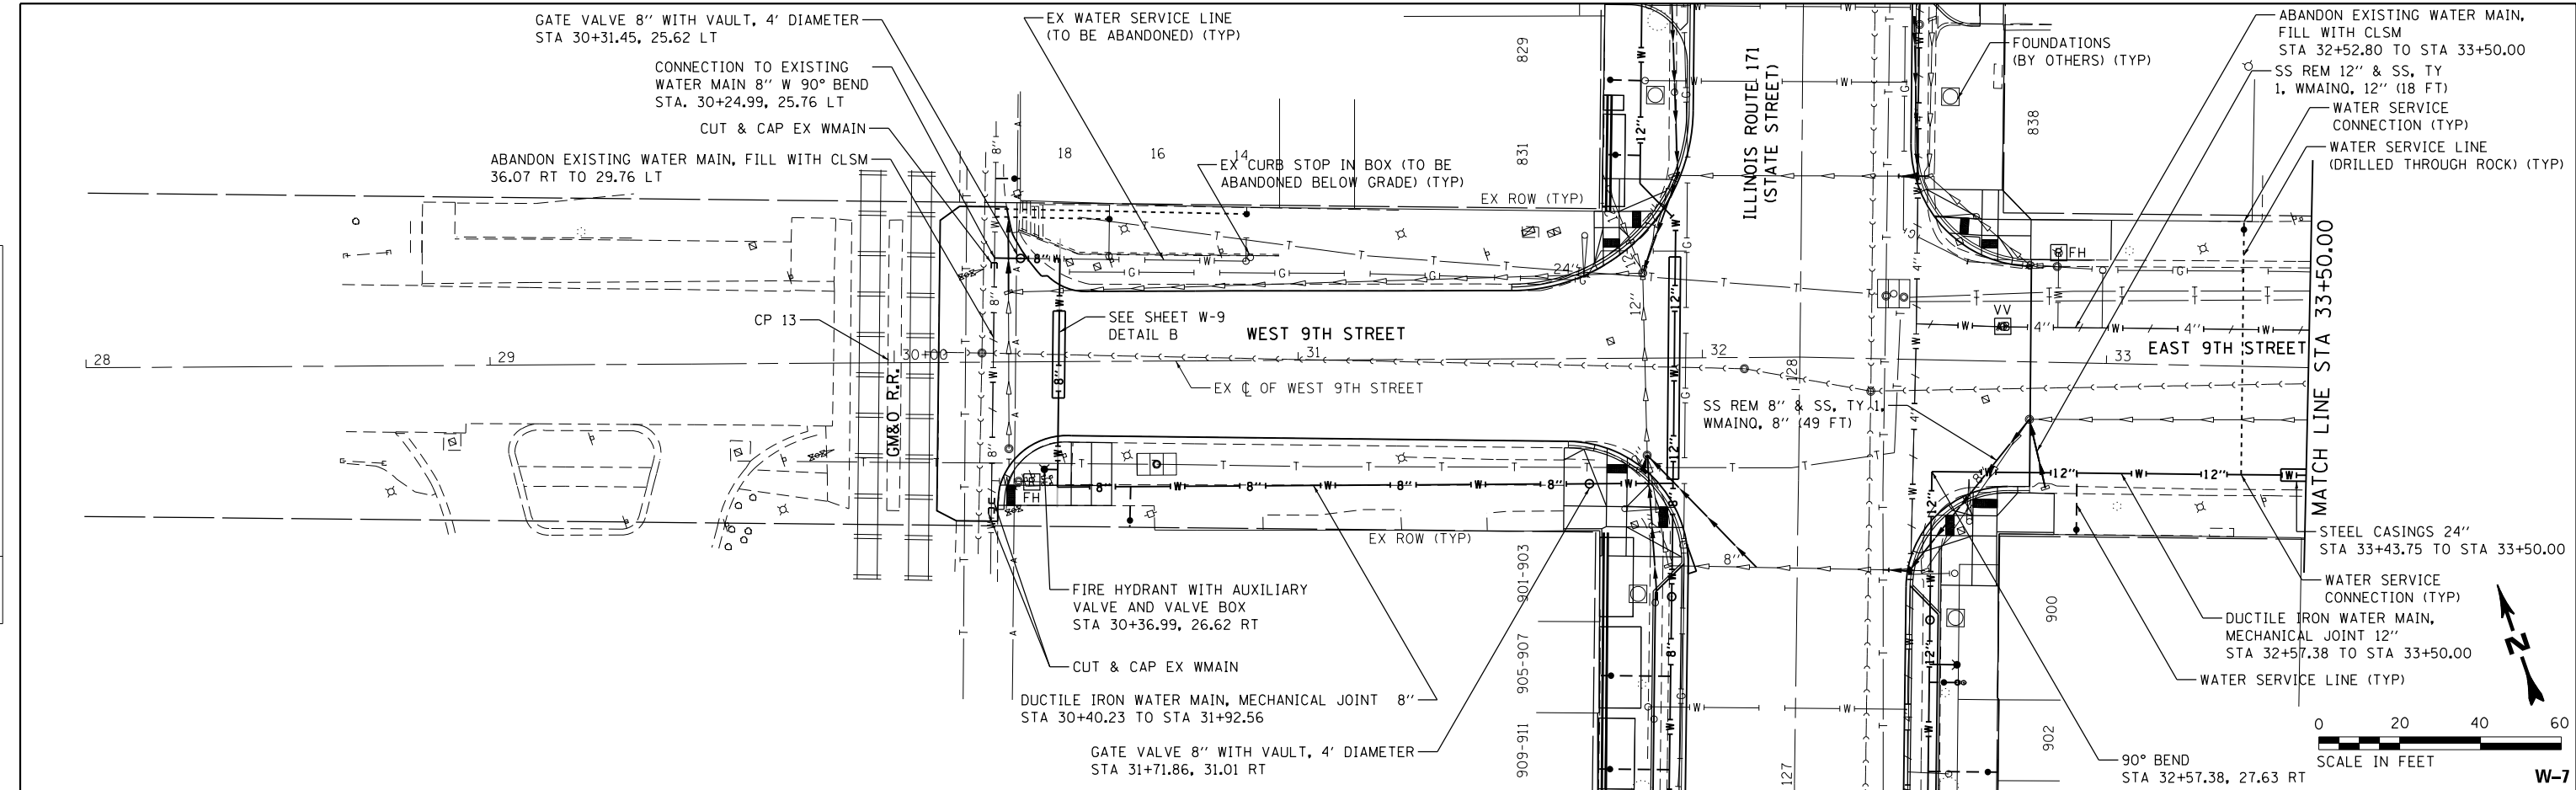 GATE VALVE 8" WITH VAULT, 4' DIAMETER
STA 30+31.45, 25.62 LT
CONNECTION TO EXISTING
WATER MAIN 8" W 90° BEND
STA. 30+24.99, 25.76 LT
CUT & CAP EX WMAIN
ABANDON EXISTING WATER MAIN, FILL WITH CLSM
36.07 RT TO 29.76 LT
EX WATER SERVICE LINE
(TO BE ABANDONED) (TYP)
18
16
14
EX CURB STOP IN BOX (TO BE
ABANDONED BELOW GRADE) (TYP)
EX ROW (TYP)
829
831
ILLINOIS ROUTE 171
(STATE STREET)
FOUNDATIONS
(BY OTHERS) (TYP)
838
ABANDON EXISTING WATER MAIN,
FILL WITH CLSM
STA 32+52.80 TO STA 33+50.00
SS REM 12" & SS, TY
1, WMAINQ, 12" (18 FT)
WATER SERVICE
CONNECTION (TYP)
WATER SERVICE LINE
(DRILLED THROUGH ROCK) (TYP)
MATCH LINE STA 33+50.00
CP 13
GM&O R.R.
SEE SHEET W-9
DETAIL B
WEST 9TH STREET
EX ℄ OF WEST 9TH STREET
28
29
30+00
31
32
33
128
127
24"
8"
12"
4"
FH
VV
EAST 9TH STREET
SS REM 8" & SS, TY 1,
WMAINQ, 8" (49 FT)
FH
EX ROW (TYP)
FIRE HYDRANT WITH AUXILIARY
VALVE AND VALVE BOX
STA 30+36.99, 26.62 RT
CUT & CAP EX WMAIN
DUCTILE IRON WATER MAIN, MECHANICAL JOINT 8"
STA 30+40.23 TO STA 31+92.56
GATE VALVE 8" WITH VAULT, 4' DIAMETER
STA 31+71.86, 31.01 RT
901-903
905-907
909-911
900
902
STEEL CASINGS 24"
STA 33+43.75 TO STA 33+50.00
WATER SERVICE
CONNECTION (TYP)
DUCTILE IRON WATER MAIN,
MECHANICAL JOINT 12"
STA 32+57.38 TO STA 33+50.00
WATER SERVICE LINE (TYP)
90° BEND
STA 32+57.38, 27.63 RT
N
0 20 40 60
SCALE IN FEET
W-7